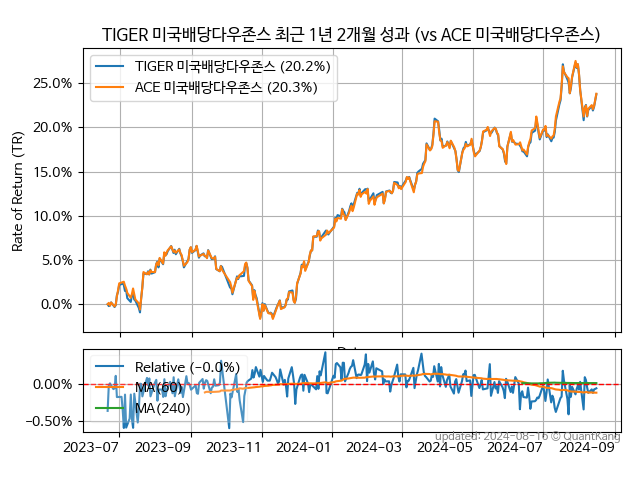 TIGER 미국배당다우존스 최근 1년 2개월 성과 (vs ACE 미국배당다우존스)
TIGER 미국배당다우존스 (20.2%)
ACE 미국배당다우존스 (20.3%)
Rate of Return (TR)
25.0%
20.0%
15.0%
10.0%
5.0%
0.0%
Relative (−0.0%)
MA(60)
MA(240)
0.00%
−0.50%
2023−07
2023−09
2023−11
2024−01
2024−03
2024−05
2024−07
2024−09
updated: 2024−08−16 © QuantKang